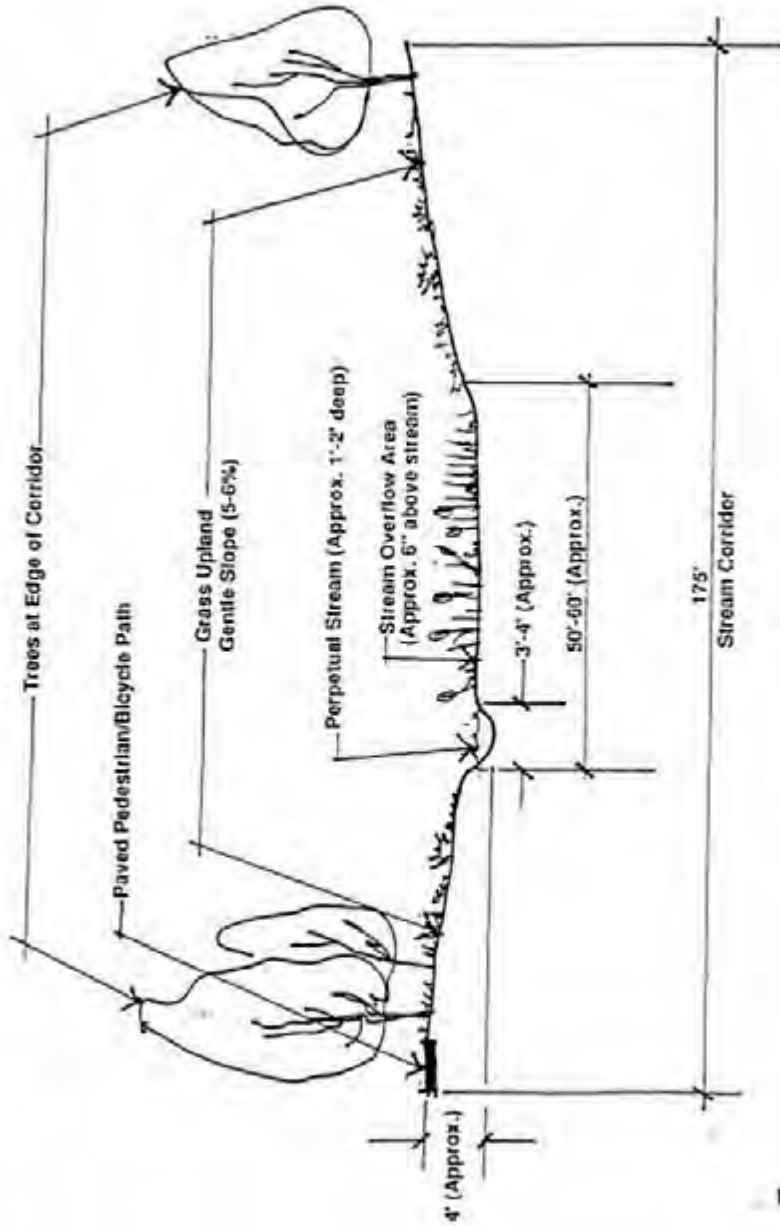 Trees at Edge of Corridor
Paved Pedestrian/Bicycle Path
Grass Upland
Gentle Slope (5-6%)
Perpetual Stream (Approx. 1'-2' deep)
Stream Overflow Area
(Approx. 6" above stream)
3'-4' (Approx.)
50'-60' (Approx.)
175'
Stream Corridor
4' (Approx.)